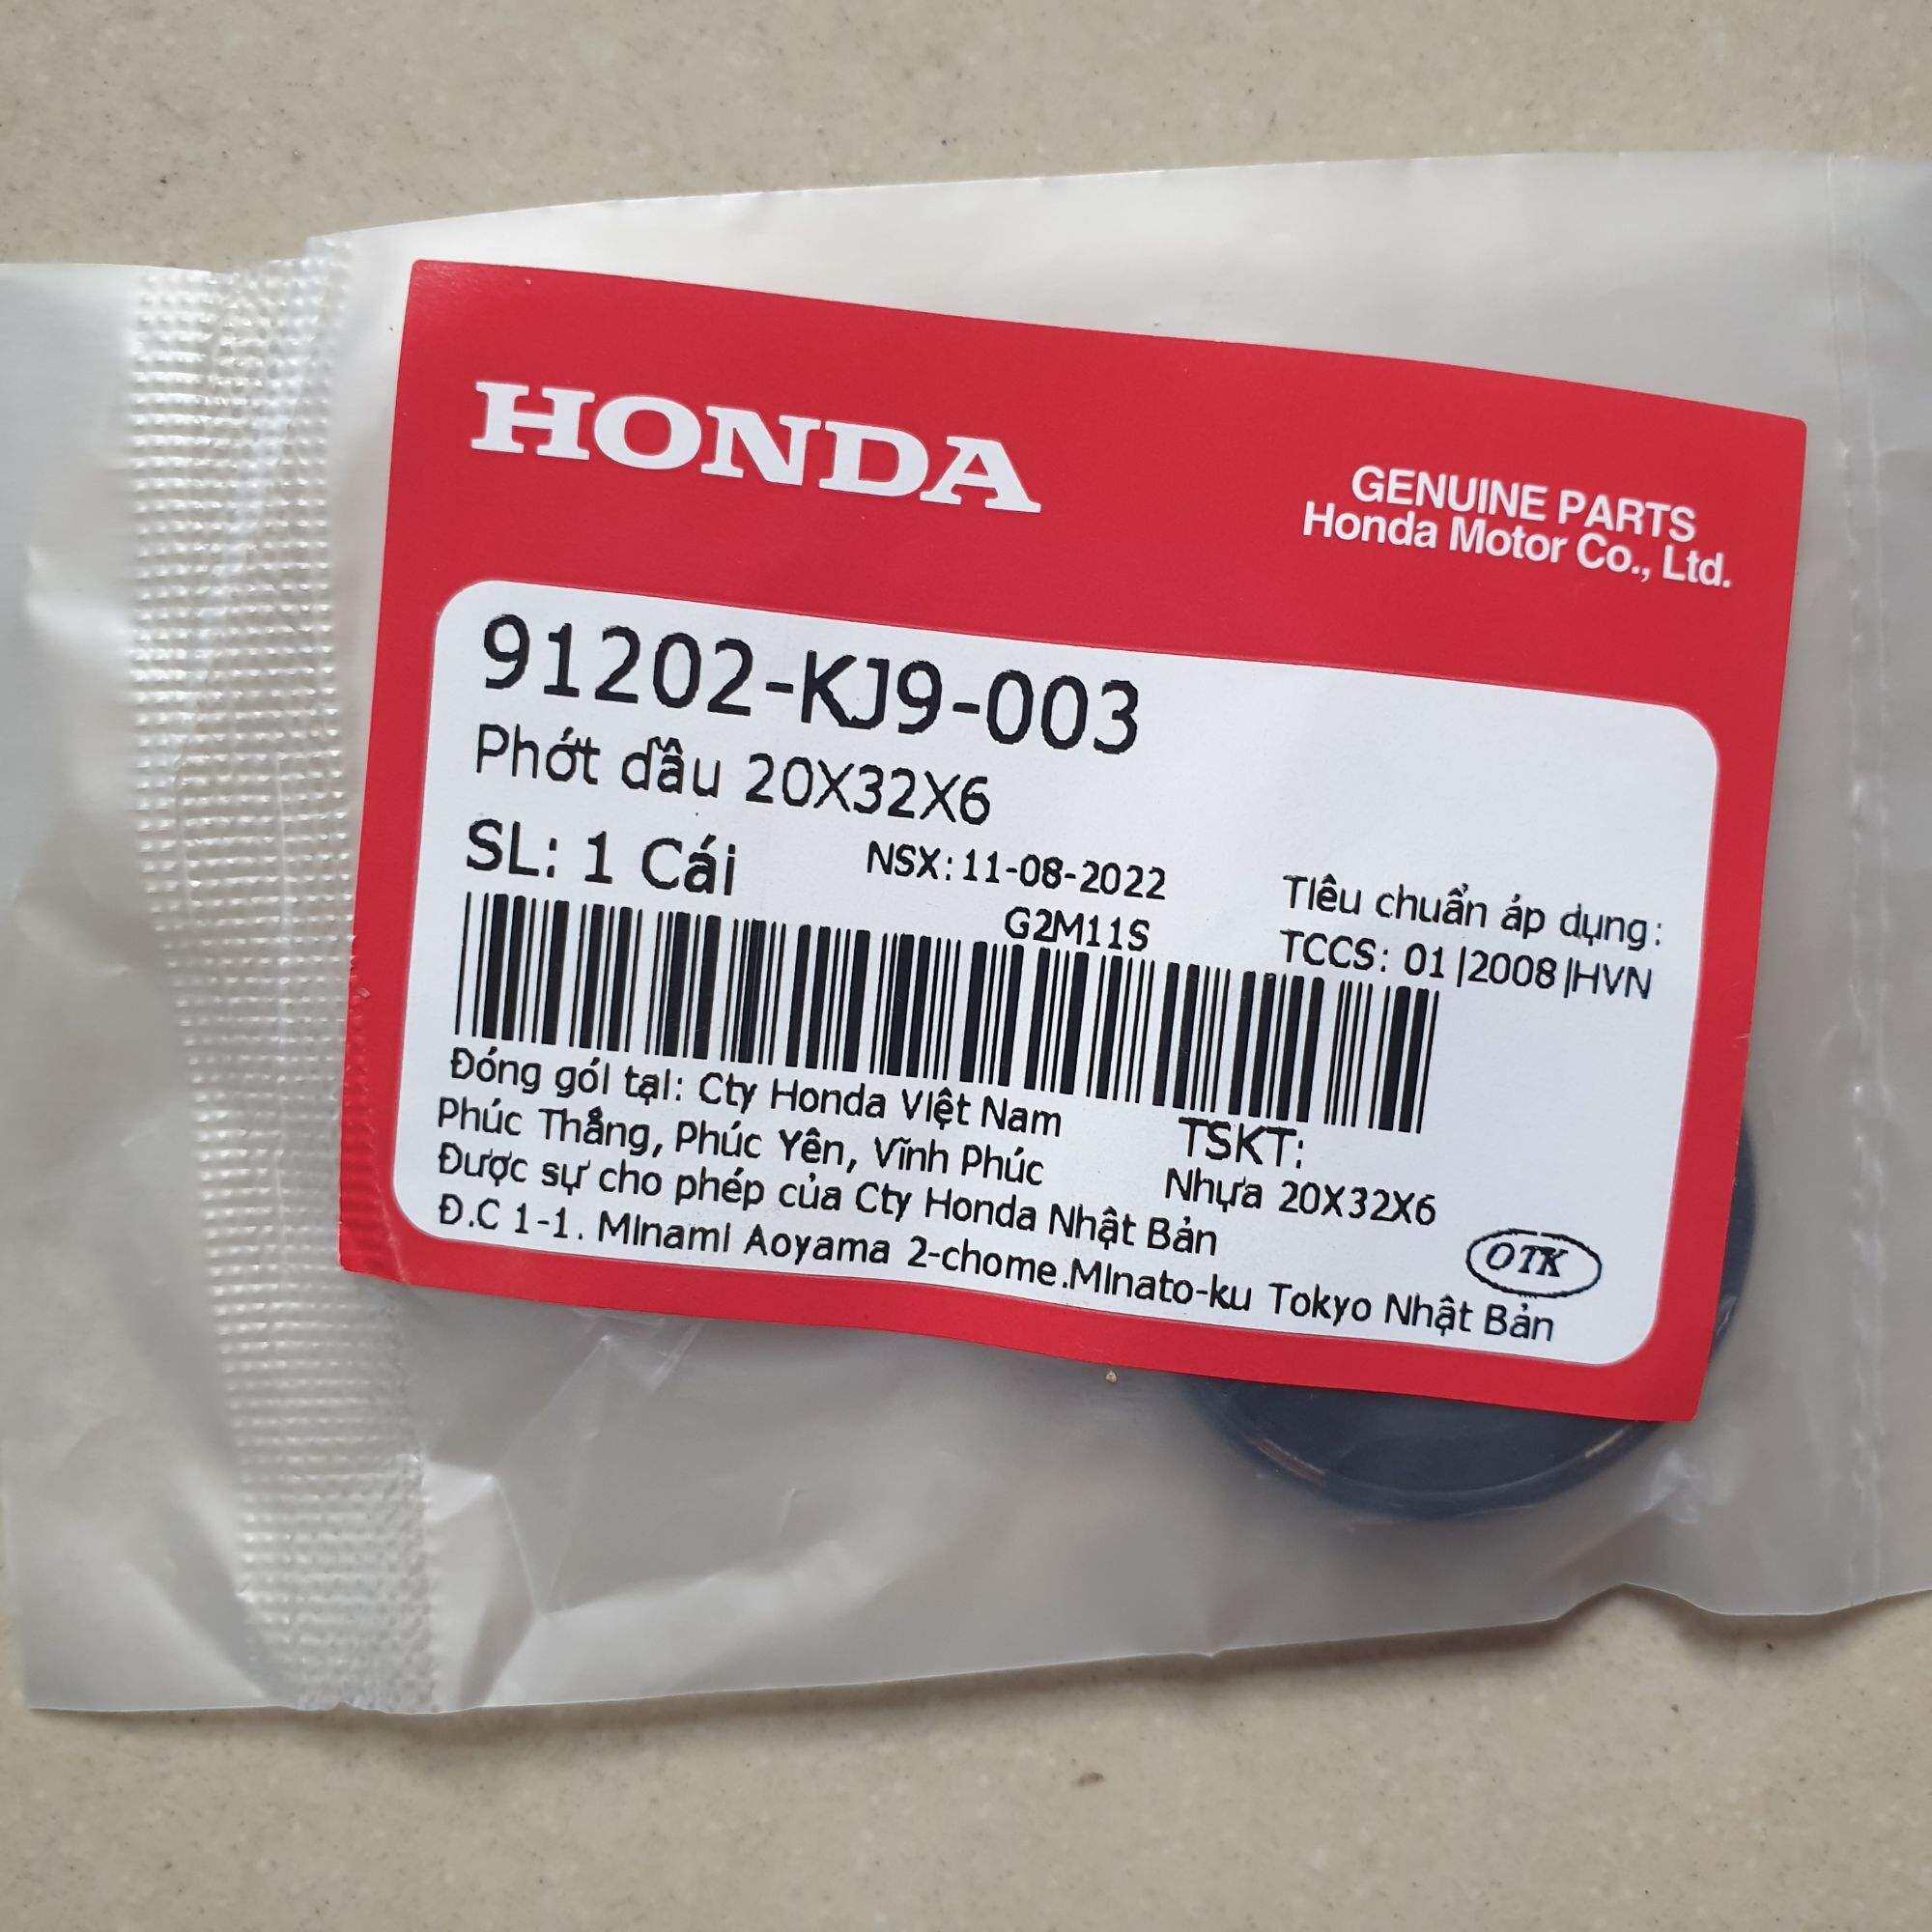 HONDA
GENUINE PARTS
Honda Motor Co., Ltd.
91202-KJ9-003
Phớt dầu 20X32X6
SL: 1 Cái
NSX: 11-08-2022
G2M11S
Tiêu chuẩn áp dụng:
TCCS: 01|2008|HVN
Đóng gói tại: Cty Honda Việt Nam
Phúc Thắng, Phúc Yên, Vĩnh Phúc
Được sự cho phép của Cty Honda Nhật Bản
Đ.C 1-1. Minami Aoyama 2-chome.Minato-ku Tokyo Nhật Bản
TSKT:
Nhựa 20X32X6
OTK